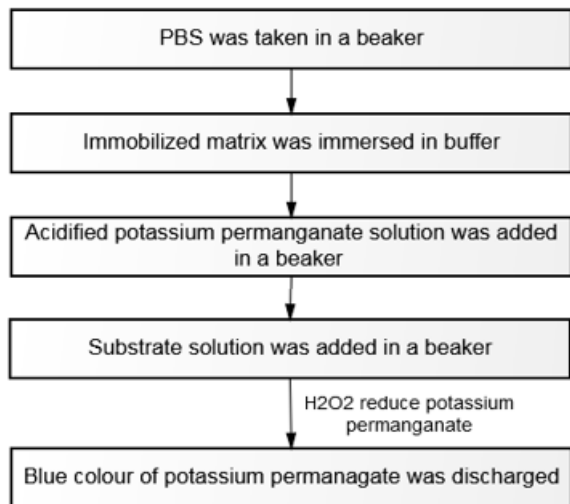 PBS was taken in a beaker
Immobilized matrix was immersed in buffer
Acidified potassium permanganate solution was added
in a beaker
Substrate solution was added in a beaker
H2O2 reduce potassium
permanganate
Blue colour of potassium permanagate was discharged